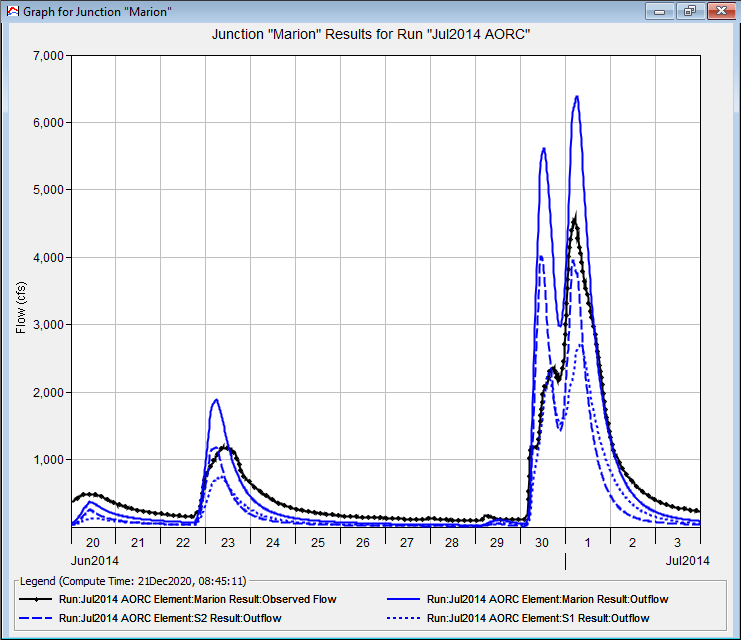 Graph for Junction "Marion"
Junction "Marion" Results for Run "Jul2014 AORC"
7,000
6,000
5,000
4,000
3,000
2,000
1,000
Flow (cfs)
20 21 22 23 24 25 26 27 28 29 30 1 2 3
Jun2014 Jul2014
Legend (Compute Time: 21Dec2020, 08:45:11)
Run:Jul2014 AORC Element:Marion Result:Observed Flow
Run:Jul2014 AORC Element:Marion Result:Outflow
Run:Jul2014 AORC Element:S2 Result:Outflow
Run:Jul2014 AORC Element:S1 Result:Outflow